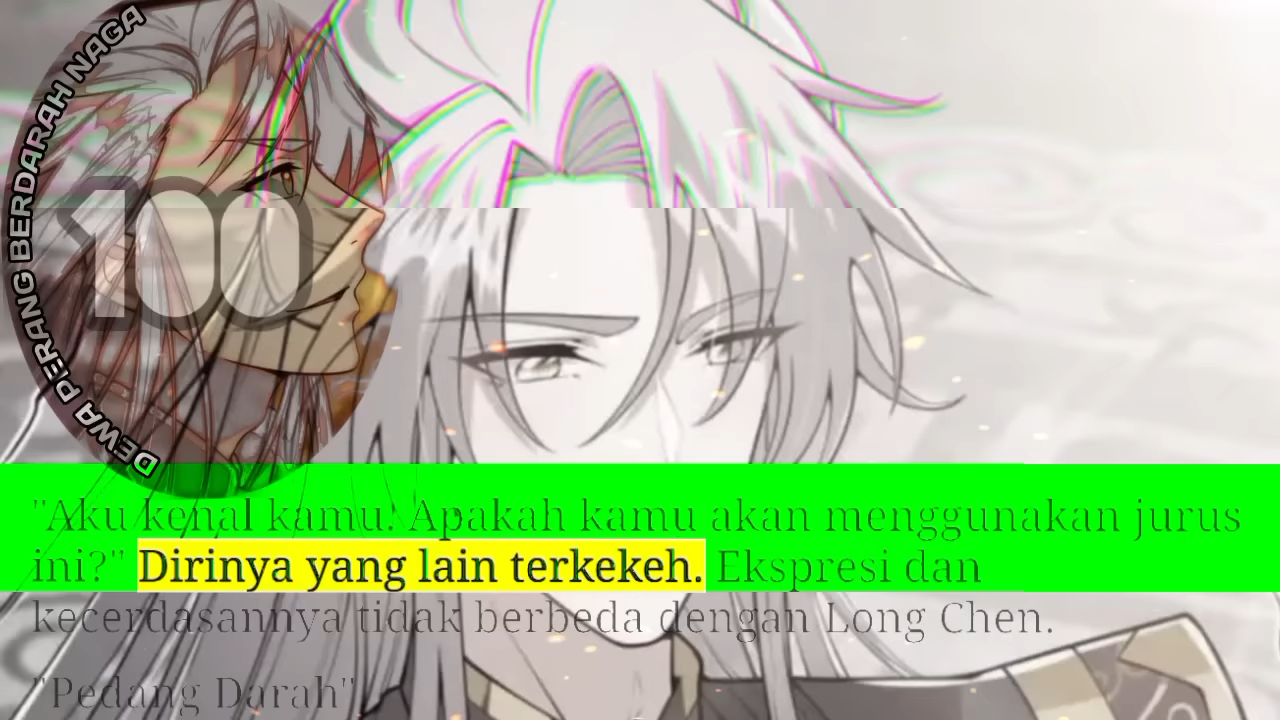 DEWA PERANG BERDARAH NAGA
100
"Aku kenal kamu! Apakah kamu akan menggunakan jurus
ini?" Dirinya yang lain terkekeh. Ekspresi dan
kecerdasannya tidak berbeda dengan Long Chen.
"Pedang Darah"